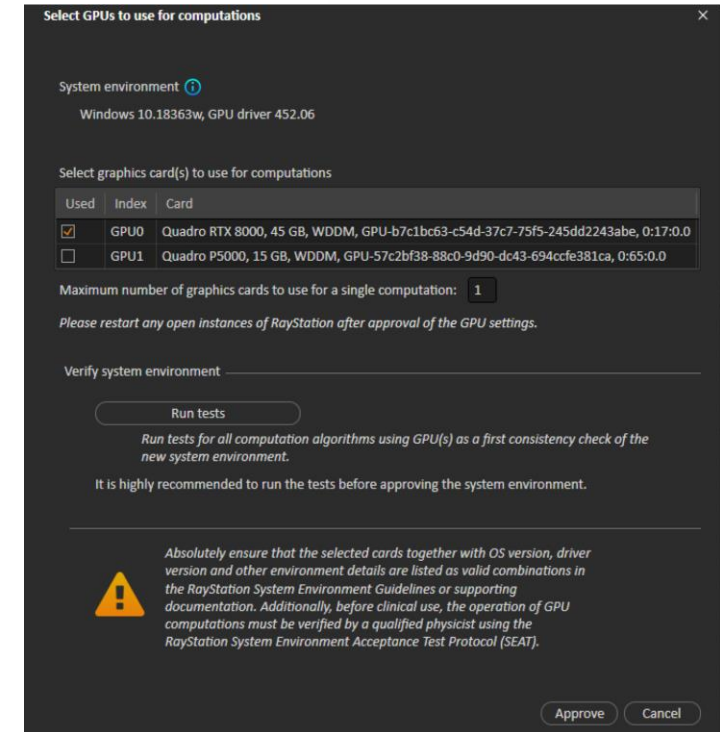 Select GPUs to use for computations
System environment
Windows 10.18363w, GPU driver 452.06
Select graphics card(s) to use for computations
Used Index Card
GPU0 Quadro RTX 8000, 45 GB, WDDM, GPU-b7c1bc63-c54d-37c7-75f5-245dd2243abe, 0:17:0.0
GPU1 Quadro P5000, 15 GB, WDDM, GPU-57c2bf38-88c0-9d90-dc43-694ccfe381ca, 0:65:0.0
Maximum number of graphics cards to use for a single computation: 1
Please restart any open instances of RayStation after approval of the GPU settings.
Verify system environment
Run tests
Run tests for all computation algorithms using GPU(s) as a first consistency check of the
new system environment.
It is highly recommended to run the tests before approving the system environment.
Absolutely ensure that the selected cards together with OS version, driver
version and other environment details are listed as valid combinations in
the RayStation System Environment Guidelines or supporting
documentation. Additionally, before clinical use, the operation of GPU
computations must be verified by a qualified physicist using the
RayStation System Environment Acceptance Test Protocol (SEAT).
Approve Cancel